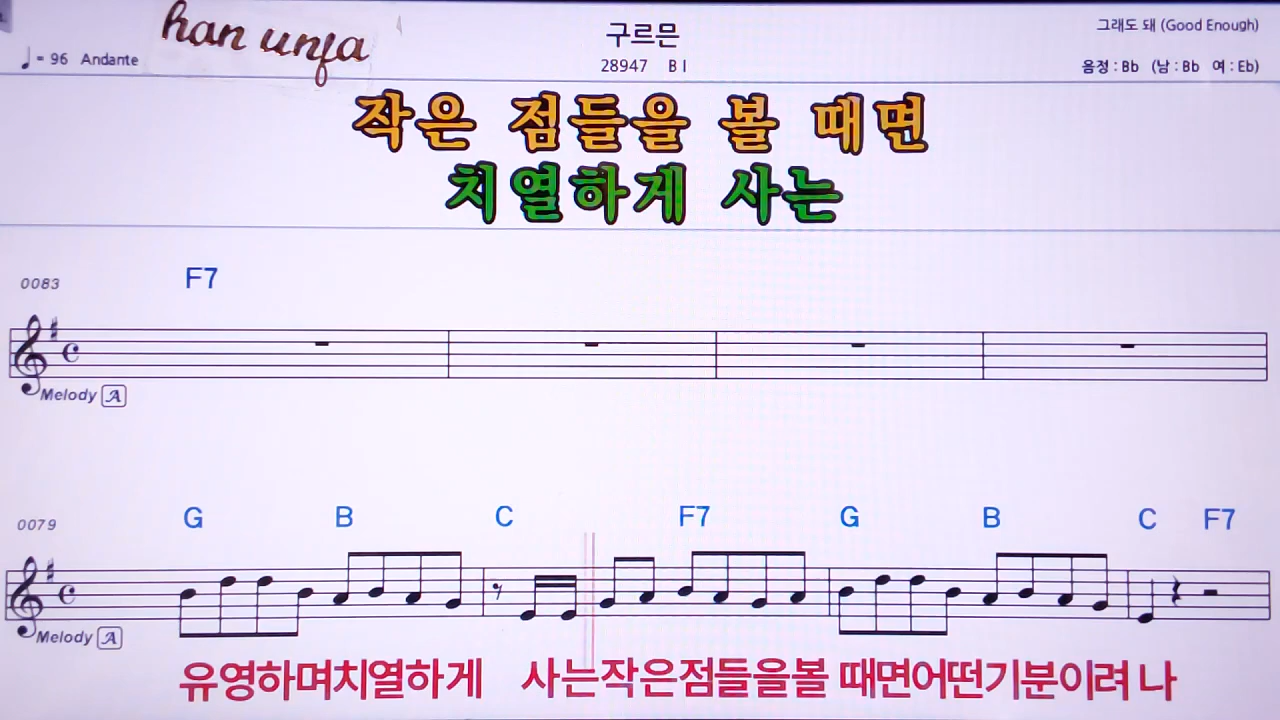 han unfa
구르믄
그래도 돼 (Good Enough)
♩= 96 Andante
28947 B I
음정 : Bb (남 : Bb 여 : Eb)
작은 점들을 볼 때면
치열하게 사는
0083
F7
Melody A
0079
G B C F7 G B C F7
Melody A
유영하며치열하게 사는작은점들을볼 때면어떤기분이려 나